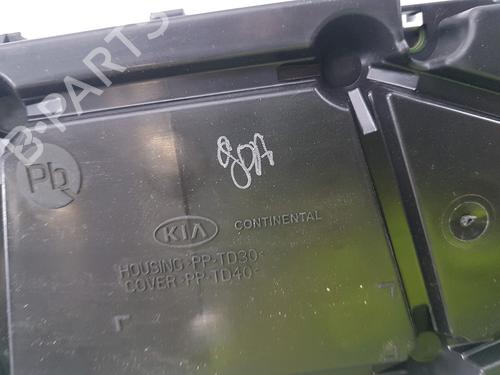 B-PARTS
Pb
KIA CONTINENTAL
HOUSING >PP-TD30<
COVER >PP-TD40<